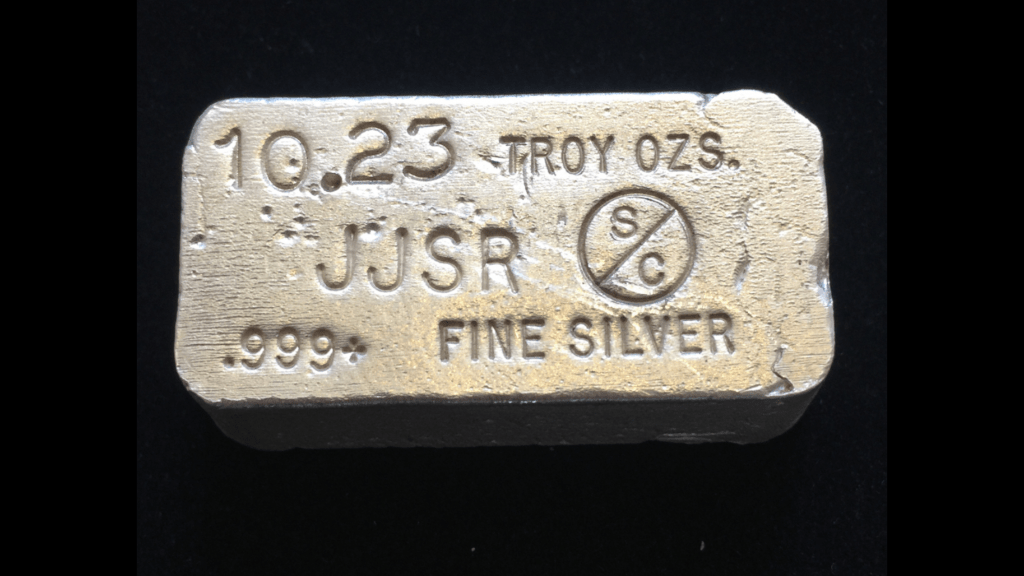 10.23 TROY OZS.
JJSR S/C
.999+ FINE SILVER